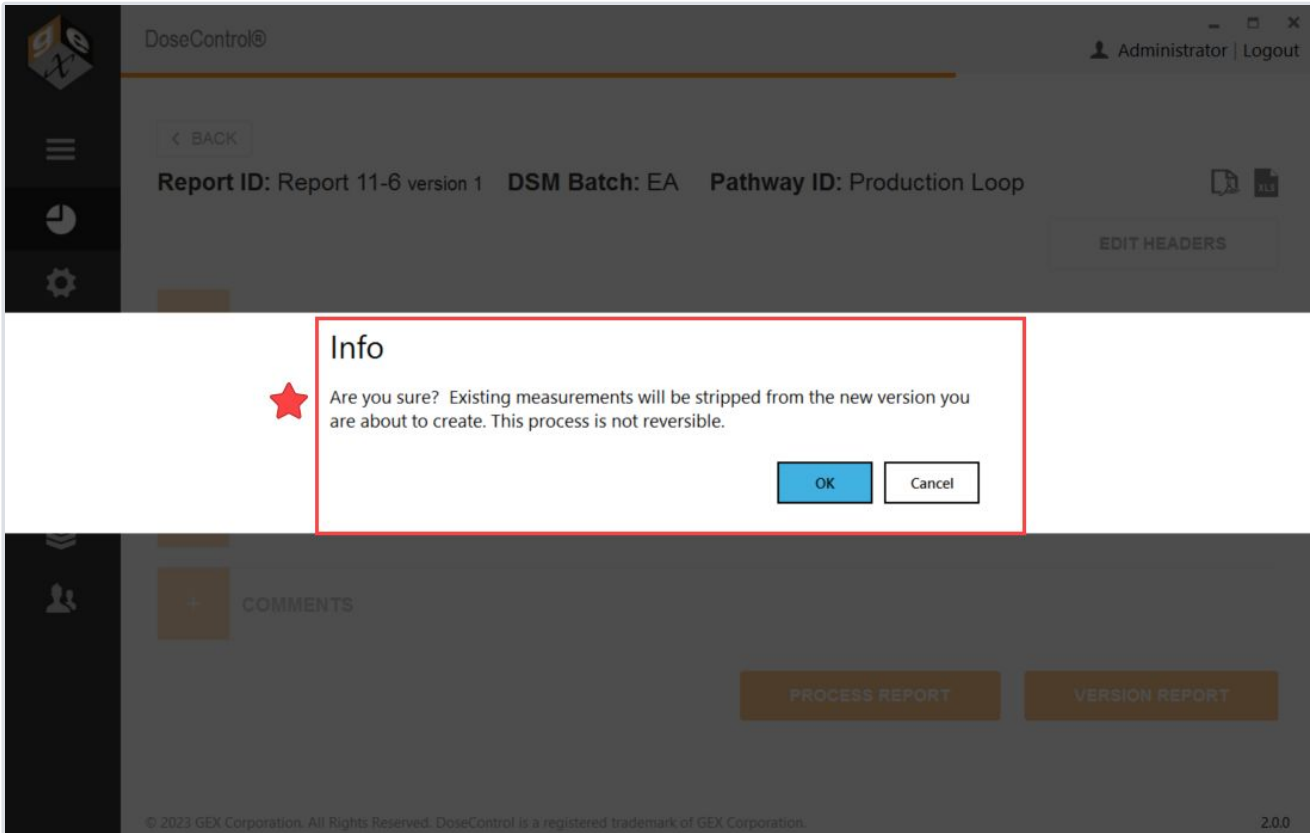 gex
DoseControl®
Administrator | Logout
< BACK
Report ID: Report 11-6 version 1 DSM Batch: EA Pathway ID: Production Loop
XLS
EDIT HEADERS
Info
Are you sure?  Existing measurements will be stripped from the new version you
are about to create. This process is not reversible.
OK Cancel
+ COMMENTS
PROCESS REPORT VERSION REPORT
© 2023 GEX Corporation. All Rights Reserved. DoseControl is a registered trademark of GEX Corporation. 2.0.0